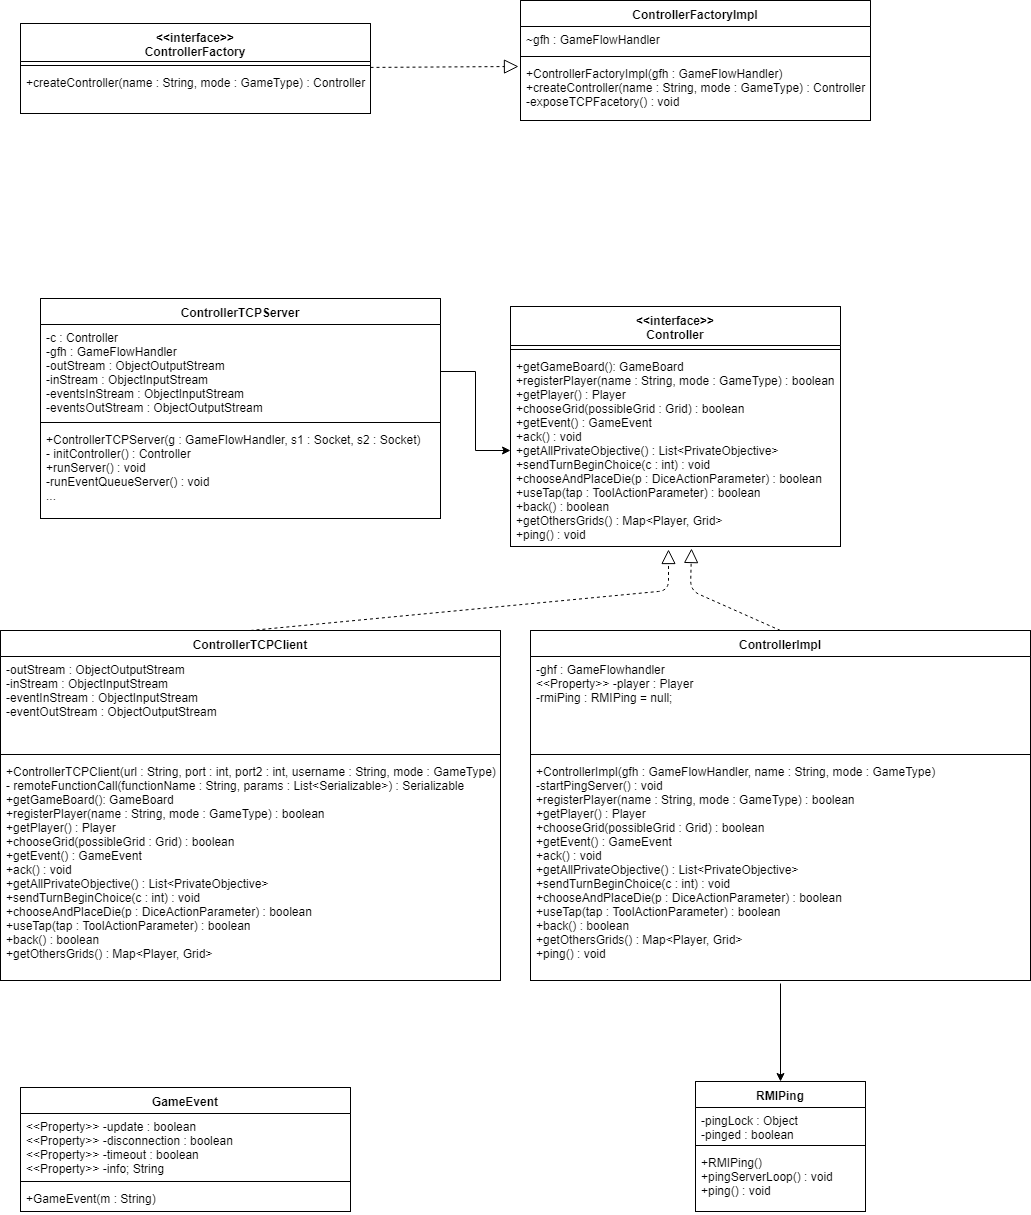 <<interface>>
ControllerFactory
+createController(name : String, mode : GameType) : Controller
ControllerFactoryImpl
~gfh : GameFlowHandler
+ControllerFactoryImpl(gfh : GameFlowHandler)
+createController(name : String, mode : GameType) : Controller
-exposeTCPFacetory() : void
ControllerTCPServer
-c : Controller
-gfh : GameFlowHandler
-outStream : ObjectOutputStream
-inStream : ObjectInputStream
-eventsInStream : ObjectInputStream
-eventsOutStream : ObjectOutputStream
+ControllerTCPServer(g : GameFlowHandler, s1 : Socket, s2 : Socket)
- initController() : Controller
+runServer() : void
-runEventQueueServer() : void
...
<<interface>>
Controller
+getGameBoard(): GameBoard
+registerPlayer(name : String, mode : GameType) : boolean
+getPlayer() : Player
+chooseGrid(possibleGrid : Grid) : boolean
+getEvent() : GameEvent
+ack() : void
+getAllPrivateObjective() : List<PrivateObjective>
+sendTurnBeginChoice(c : int) : void
+chooseAndPlaceDie(p : DiceActionParameter) : boolean
+useTap(tap : ToolActionParameter) : boolean
+back() : boolean
+getOthersGrids() : Map<Player, Grid>
+ping() : void
ControllerTCPClient
-outStream : ObjectOutputStream
-inStream : ObjectInputStream
-eventInStream : ObjectInputStream
-eventOutStream : ObjectOutputStream
+ControllerTCPClient(url : String, port : int, port2 : int, username : String, mode : GameType)
- remoteFunctionCall(functionName : String, params : List<Serializable>) : Serializable
+getGameBoard(): GameBoard
+registerPlayer(name : String, mode : GameType) : boolean
+getPlayer() : Player
+chooseGrid(possibleGrid : Grid) : boolean
+getEvent() : GameEvent
+ack() : void
+getAllPrivateObjective() : List<PrivateObjective>
+sendTurnBeginChoice(c : int) : void
+chooseAndPlaceDie(p : DiceActionParameter) : boolean
+useTap(tap : ToolActionParameter) : boolean
+back() : boolean
+getOthersGrids() : Map<Player, Grid>
ControllerImpl
-ghf : GameFlowhandler
<<Property>> -player : Player
-rmiPing : RMIPing = null;
+ControllerImpl(gfh : GameFlowHandler, name : String, mode : GameType)
-startPingServer() : void
+registerPlayer(name : String, mode : GameType) : boolean
+getPlayer() : Player
+chooseGrid(possibleGrid : Grid) : boolean
+getEvent() : GameEvent
+ack() : void
+getAllPrivateObjective() : List<PrivateObjective>
+sendTurnBeginChoice(c : int) : void
+chooseAndPlaceDie(p : DiceActionParameter) : boolean
+useTap(tap : ToolActionParameter) : boolean
+back() : boolean
+getOthersGrids() : Map<Player, Grid>
+ping() : void
GameEvent
<<Property>> -update : boolean
<<Property>> -disconnection : boolean
<<Property>> -timeout : boolean
<<Property>> -info; String
+GameEvent(m : String)
RMIPing
-pingLock : Object
-pinged : boolean
+RMIPing()
+pingServerLoop() : void
+ping() : void